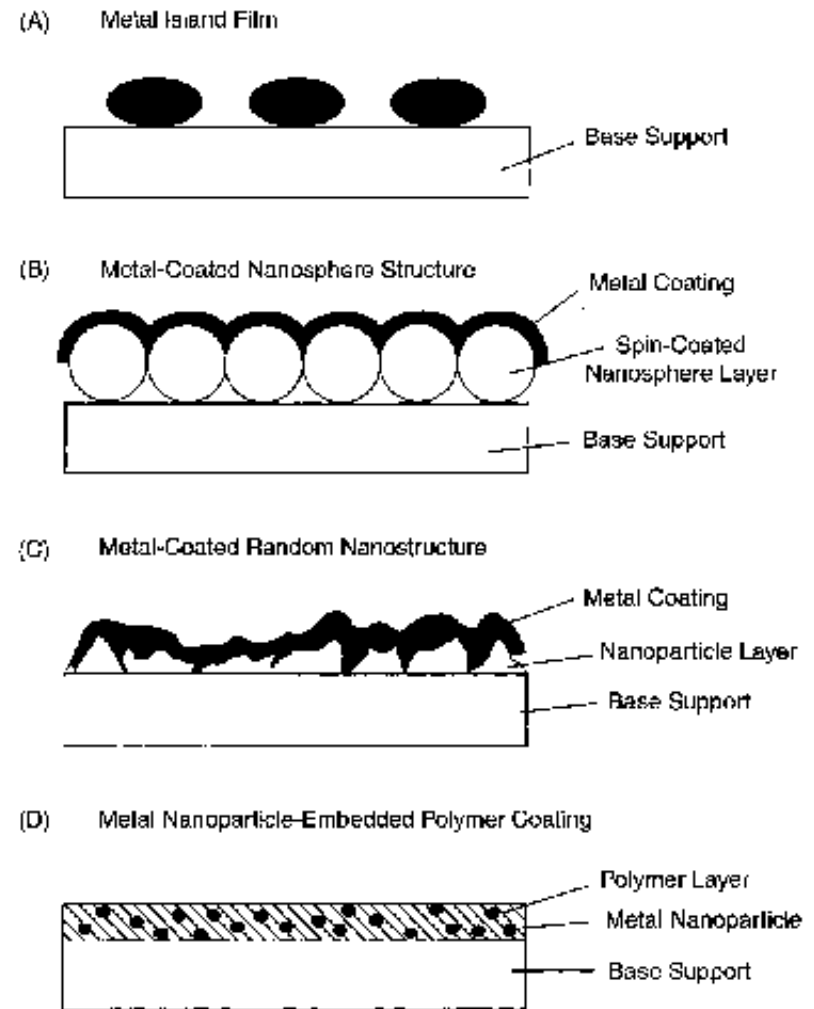 (A) Metal Island Film
Base Support
(B) Metal-Coated Nanosphere Structure
Metal Coating
Spin-Coated
Nanosphere Layer
Base Support
(C) Metal-Coated Random Nanostructure
Metal Coating
Nanoparticle Layer
Base Support
(D) Metal Nanoparticle-Embedded Polymer Coating
Polymer Layer
Metal Nanoparticle
Base Support